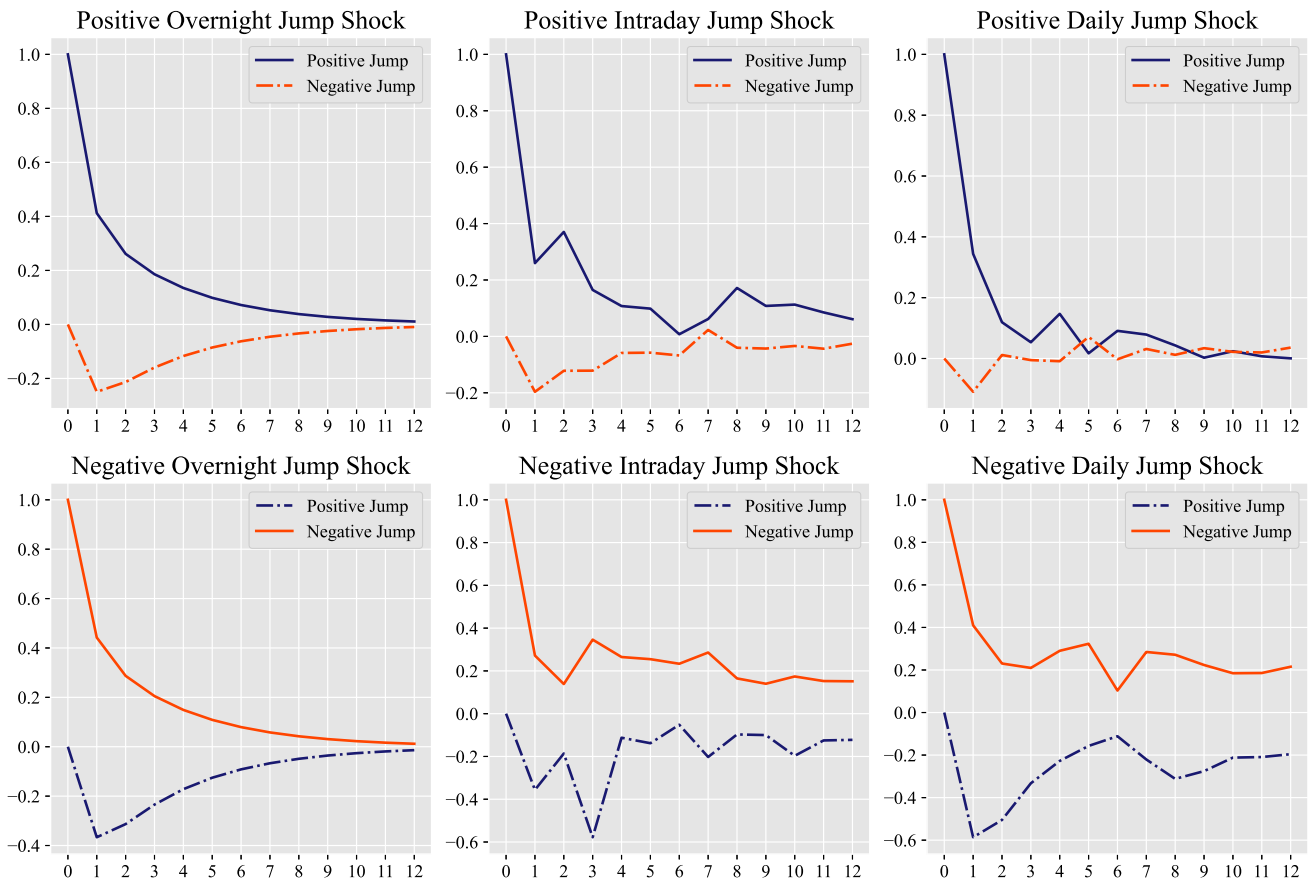 Positive Overnight Jump Shock
Positive Jump
Negative Jump
1.0
0.8
0.6
0.4
0.2
0.0
−0.2
0 1 2 3 4 5 6 7 8 9 10 11 12
Positive Intraday Jump Shock
Positive Jump
Negative Jump
1.0
0.8
0.6
0.4
0.2
0.0
−0.2
0 1 2 3 4 5 6 7 8 9 10 11 12
Positive Daily Jump Shock
Positive Jump
Negative Jump
1.0
0.8
0.6
0.4
0.2
0.0
0 1 2 3 4 5 6 7 8 9 10 11 12
Negative Overnight Jump Shock
Positive Jump
Negative Jump
1.0
0.8
0.6
0.4
0.2
0.0
−0.2
−0.4
0 1 2 3 4 5 6 7 8 9 10 11 12
Negative Intraday Jump Shock
Positive Jump
Negative Jump
1.0
0.8
0.6
0.4
0.2
0.0
−0.2
−0.4
−0.6
0 1 2 3 4 5 6 7 8 9 10 11 12
Negative Daily Jump Shock
Positive Jump
Negative Jump
1.0
0.8
0.6
0.4
0.2
0.0
−0.2
−0.4
−0.6
0 1 2 3 4 5 6 7 8 9 10 11 12